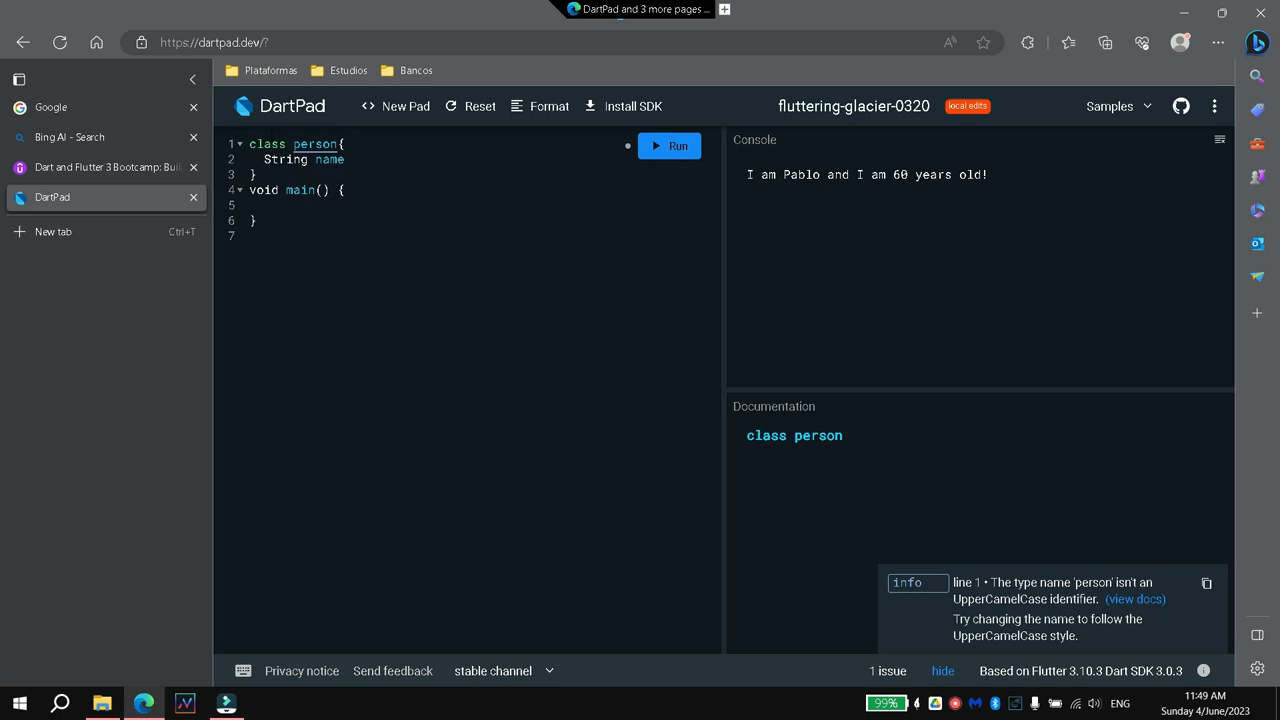 DartPad and 3 more pages ...
https://dartpad.dev/?
Plataformas
Estudios
Bancos
Google
Bing AI - Search
Dart and Flutter 3 Bootcamp: Bui
DartPad
New tab
Ctrl+T
DartPad
New Pad
Reset
Format
Install SDK
fluttering-glacier-0320
local edits
Samples
1 class person{
2 String name
3 }
4 void main() {
5
6 }
7
Run
Console
I am Pablo and I am 60 years old!
Documentation
class person
info
line 1 • The type name 'person' isn't an
UpperCamelCase identifier. (view docs)
Try changing the name to follow the
UpperCamelCase style.
Privacy notice
Send feedback
stable channel
1 issue
hide
Based on Flutter 3.10.3 Dart SDK 3.0.3
99%
ENG
11:49 AM
Sunday 4/June/2023